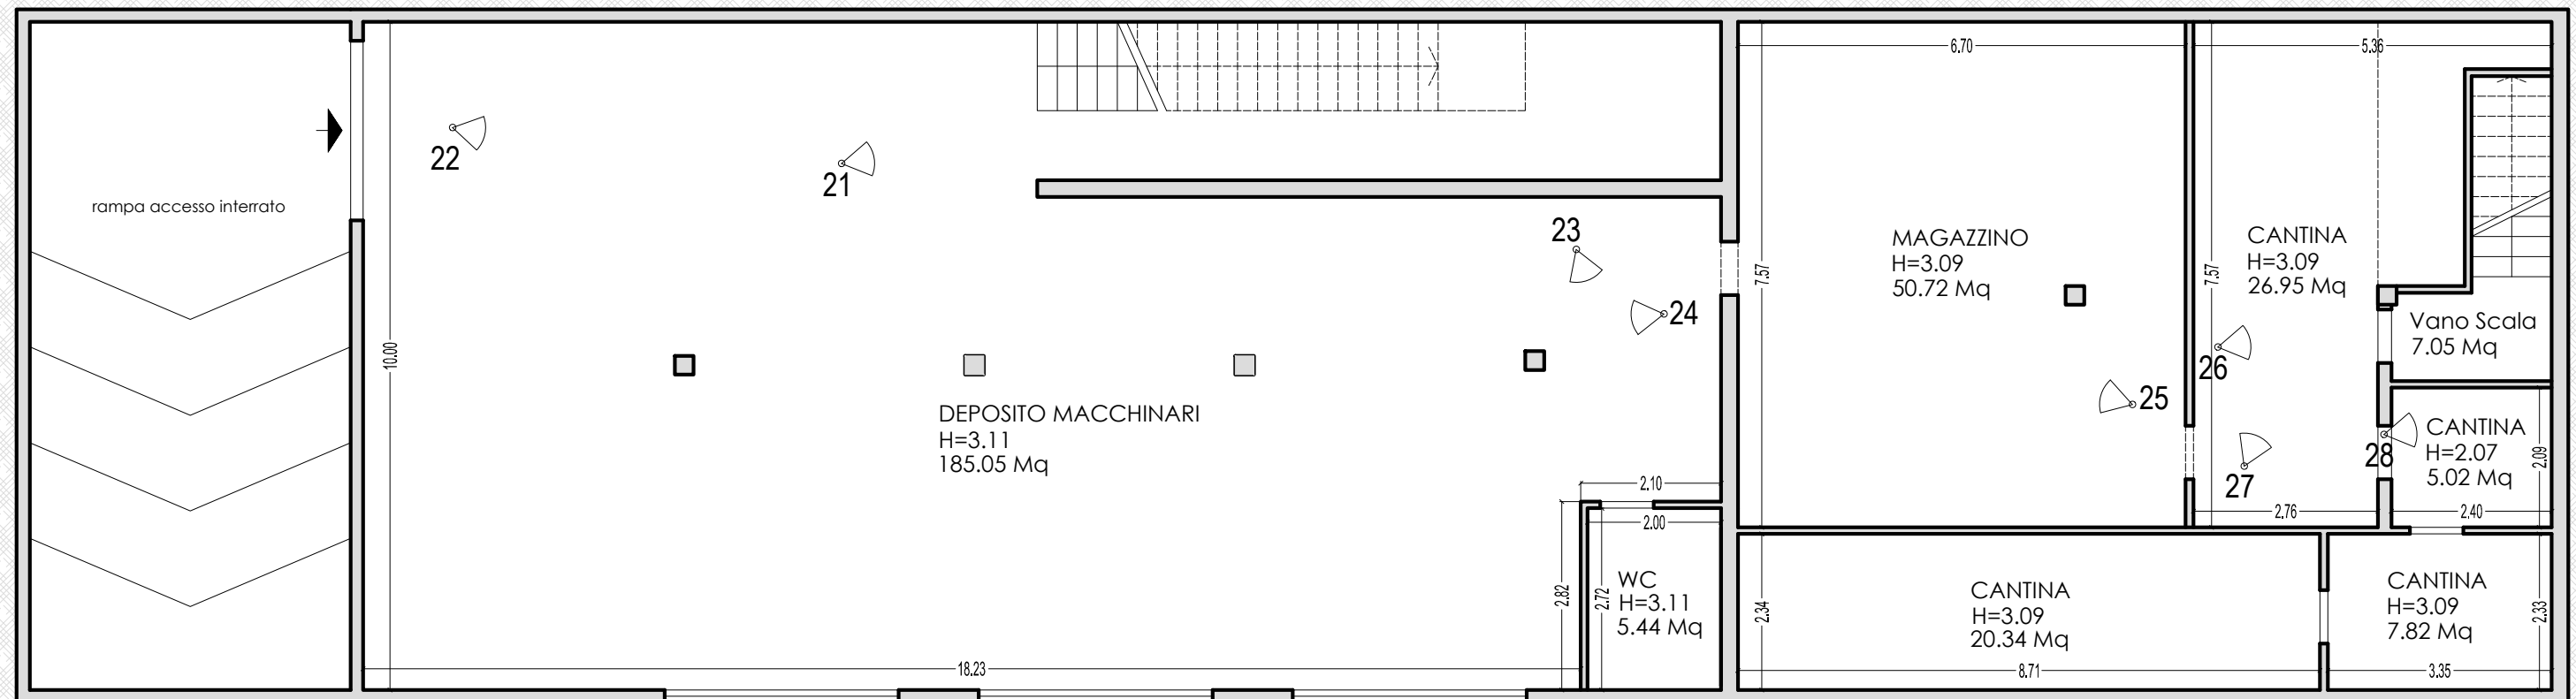 6.70
5.36
22
21
rampa accesso interrato
23
MAGAZZINO
H=3.09
50.72 Mq
CANTINA
H=3.09
26.95 Mq
7.57
7.57
24
Vano Scala
7.05 Mq
10.00
26
25
DEPOSITO MACCHINARI
H=3.11
185.05 Mq
28
CANTINA
H=2.07
5.02 Mq
2.09
27
2.10
2.00
2.76
2.40
2.82
2.72
WC
H=3.11
5.44 Mq
2.34
CANTINA
H=3.09
20.34 Mq
CANTINA
H=3.09
7.82 Mq
2.33
18.23
8.71
3.35